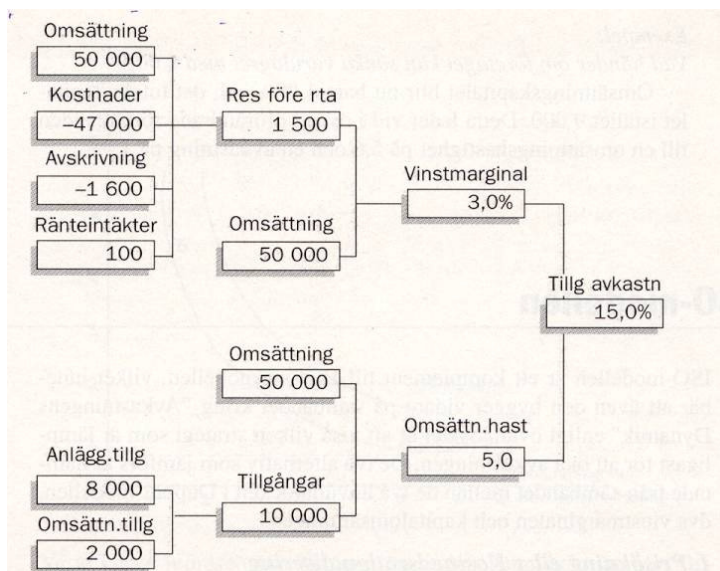 Omsättning
50 000
Kostnader
–47 000
Avskrivning
–1 600
Ränteintäkter
100
Res före rta
1 500
Omsättning
50 000
Vinstmarginal
3,0%
Tillg avkastn
15,0%
Omsättning
50 000
Omsättn.hast
5,0
Anlägg.tillg
8 000
Omsättn.tillg
2 000
Tillgångar
10 000